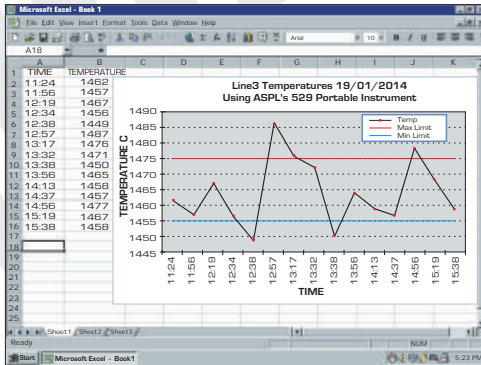 Microsoft Excel - Book 1
File Edit View Insert Format Tools Data Window Help
Arial 10 B I U
A18
A B C D E F G H I J K
1 TIME TEMPERATURE
2 11:24 1462
3 11:56 1457
4 12:19 1467
5 12:34 1456
6 12:38 1449
7 12:57 1487
8 13:17 1476
9 13:32 1471
10 13:38 1450
11 13:56 1465
12 14:13 1458
13 14:37 1457
14 14:56 1477
15 15:19 1467
16 15:38 1458
17
18
19
20
21
22
23
24
25
Line3 Temperatures 19/01/2014
Using ASPL's 529 Portable Instrument
Temp
Max Limit
Min Limit
TEMPERATURE C
1490
1485
1480
1475
1470
1465
1460
1455
1450
1445
11:24 11:56 12:19 12:34 12:38 12:57 13:17 13:32 13:38 13:56 14:13 14:37 14:56 15:19 15:38
TIME
Sheet1 Sheet2 Sheet3
Ready NUM
Start Microsoft Excel - Book1 5:23 PM